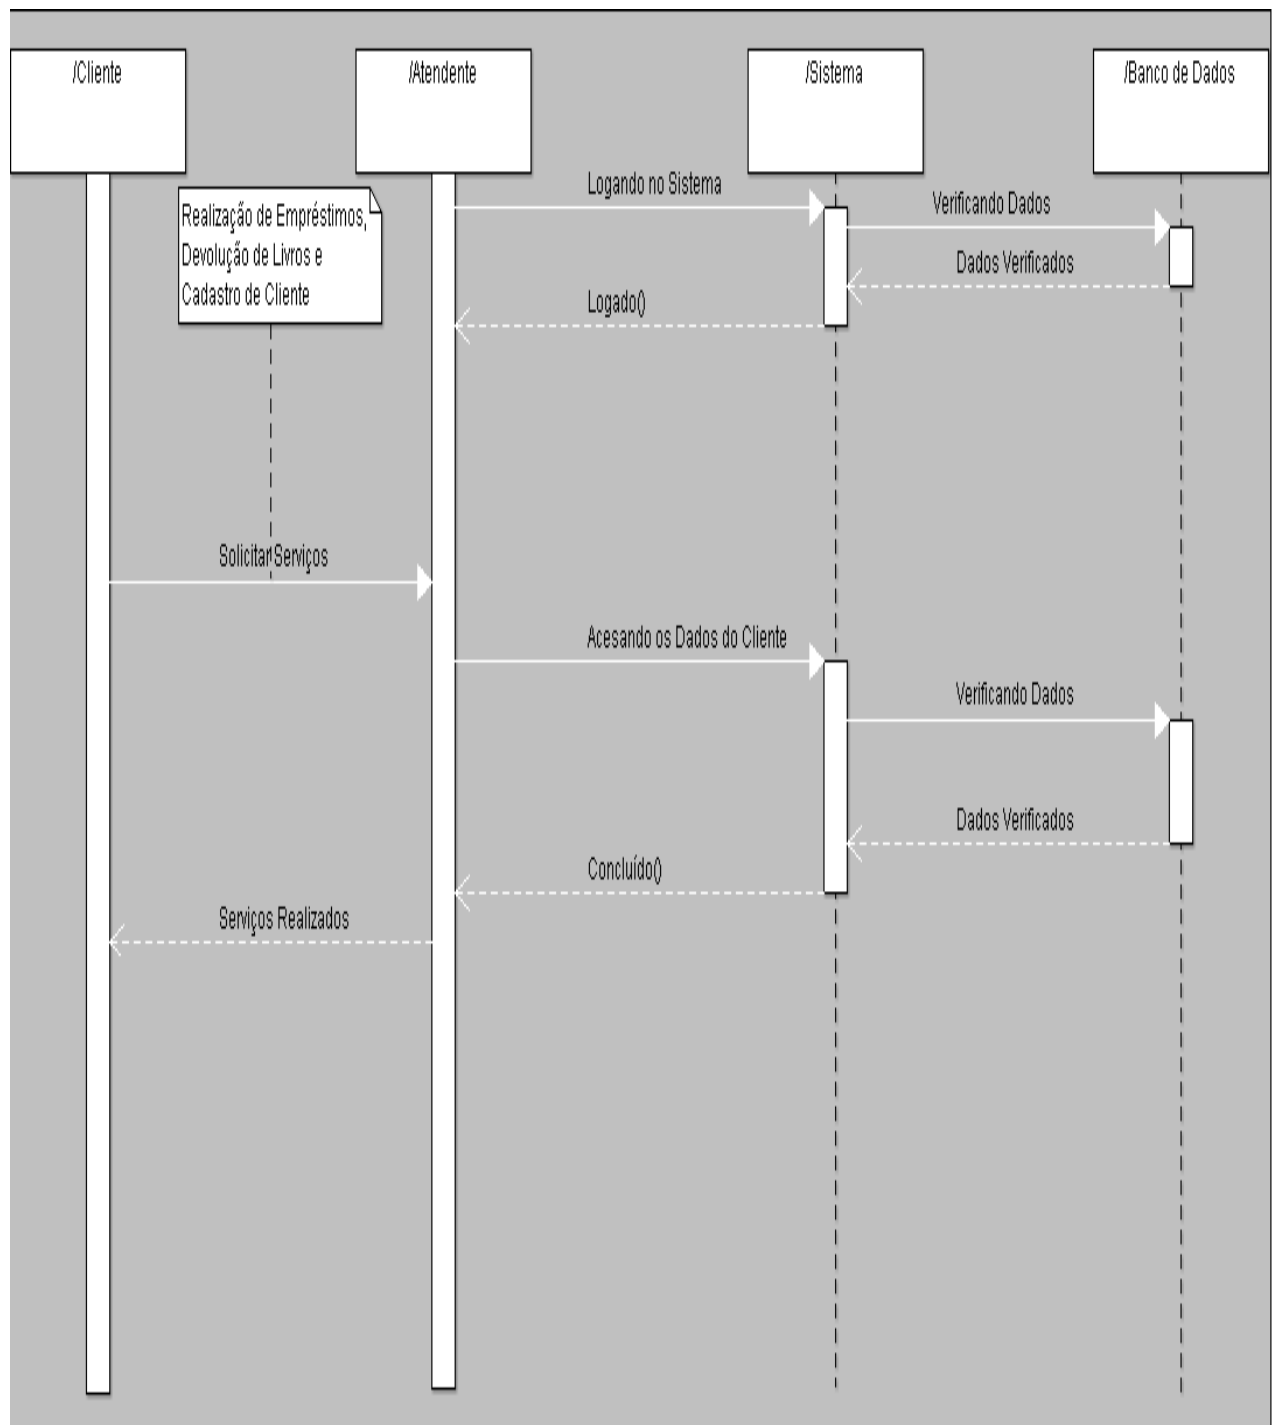 /Cliente
/Atendente
/Sistema
/Banco de Dados
Logando no Sistema
Verificando Dados
Realização de Empréstimos,
Devolução de Livros e
Cadastro de Cliente
Dados Verificados
Logado()
Solicitar Serviços
Acesando os Dados do Cliente
Verificando Dados
Dados Verificados
Concluído()
Serviços Realizados